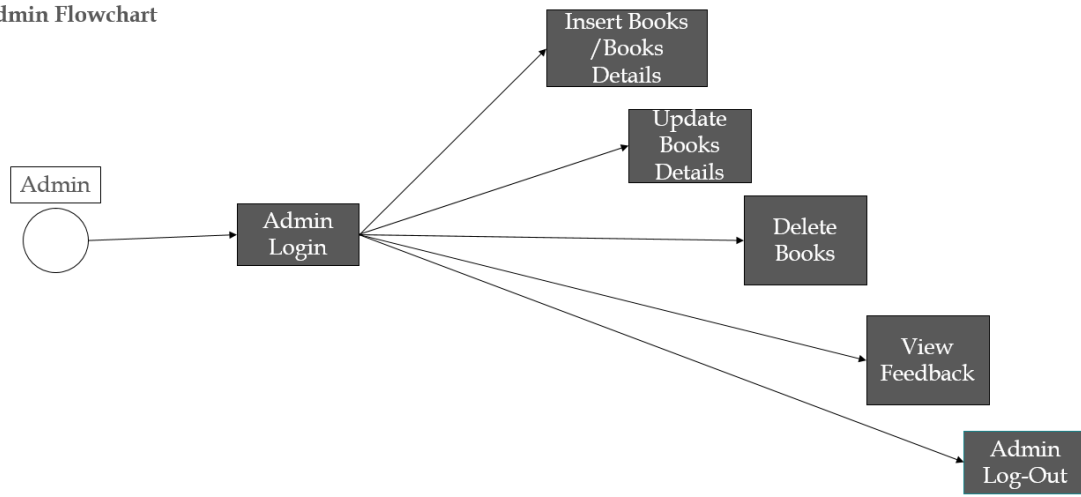 dmin Flowchart
Insert Books
/Books
Details
Update
Books
Details
Admin
Admin
Login
Delete
Books
View
Feedback
Admin
Log-Out